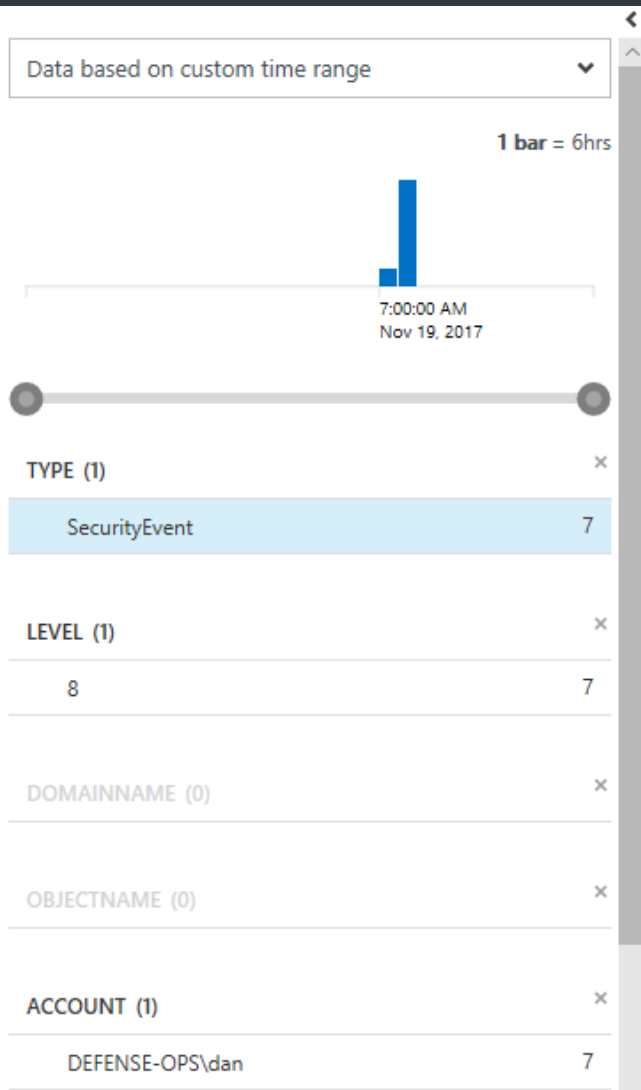 Data based on custom time range
1 bar = 6hrs
7:00:00 AM
Nov 19, 2017
TYPE (1)
SecurityEvent 7
LEVEL (1)
8 7
DOMAINNAME (0)
OBJECTNAME (0)
ACCOUNT (1)
DEFENSE-OPS\dan 7